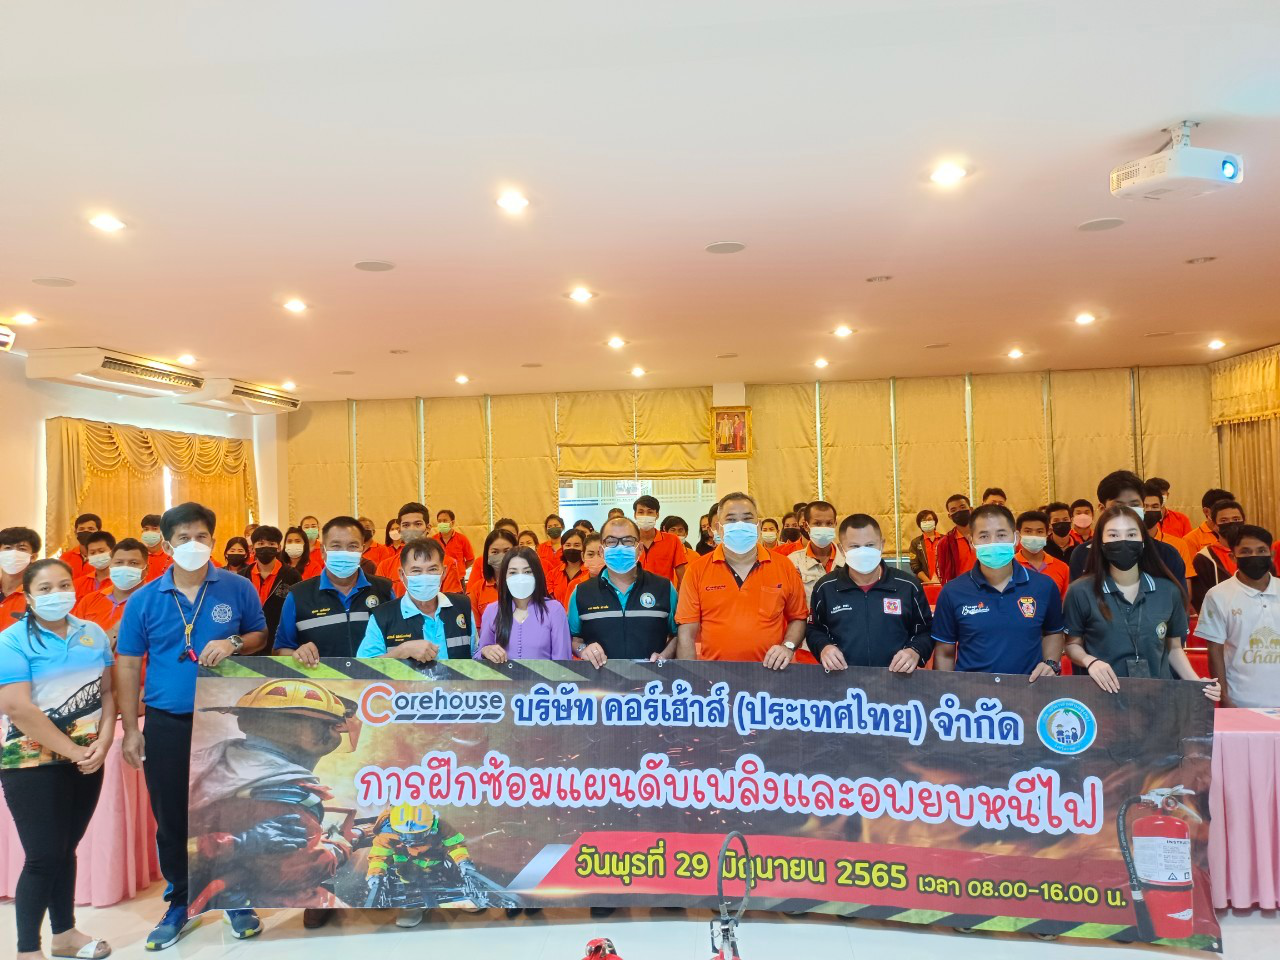 Corehouse บริษัท คอร์เฮ้าส์ (ประเทศไทย) จำกัด
การฝึกซ้อมแผนดับเพลิงและอพยบหนีไฟ
วันพุธที่ 29 มิถุนายน 2565 เวลา 08.00-16.00 น.